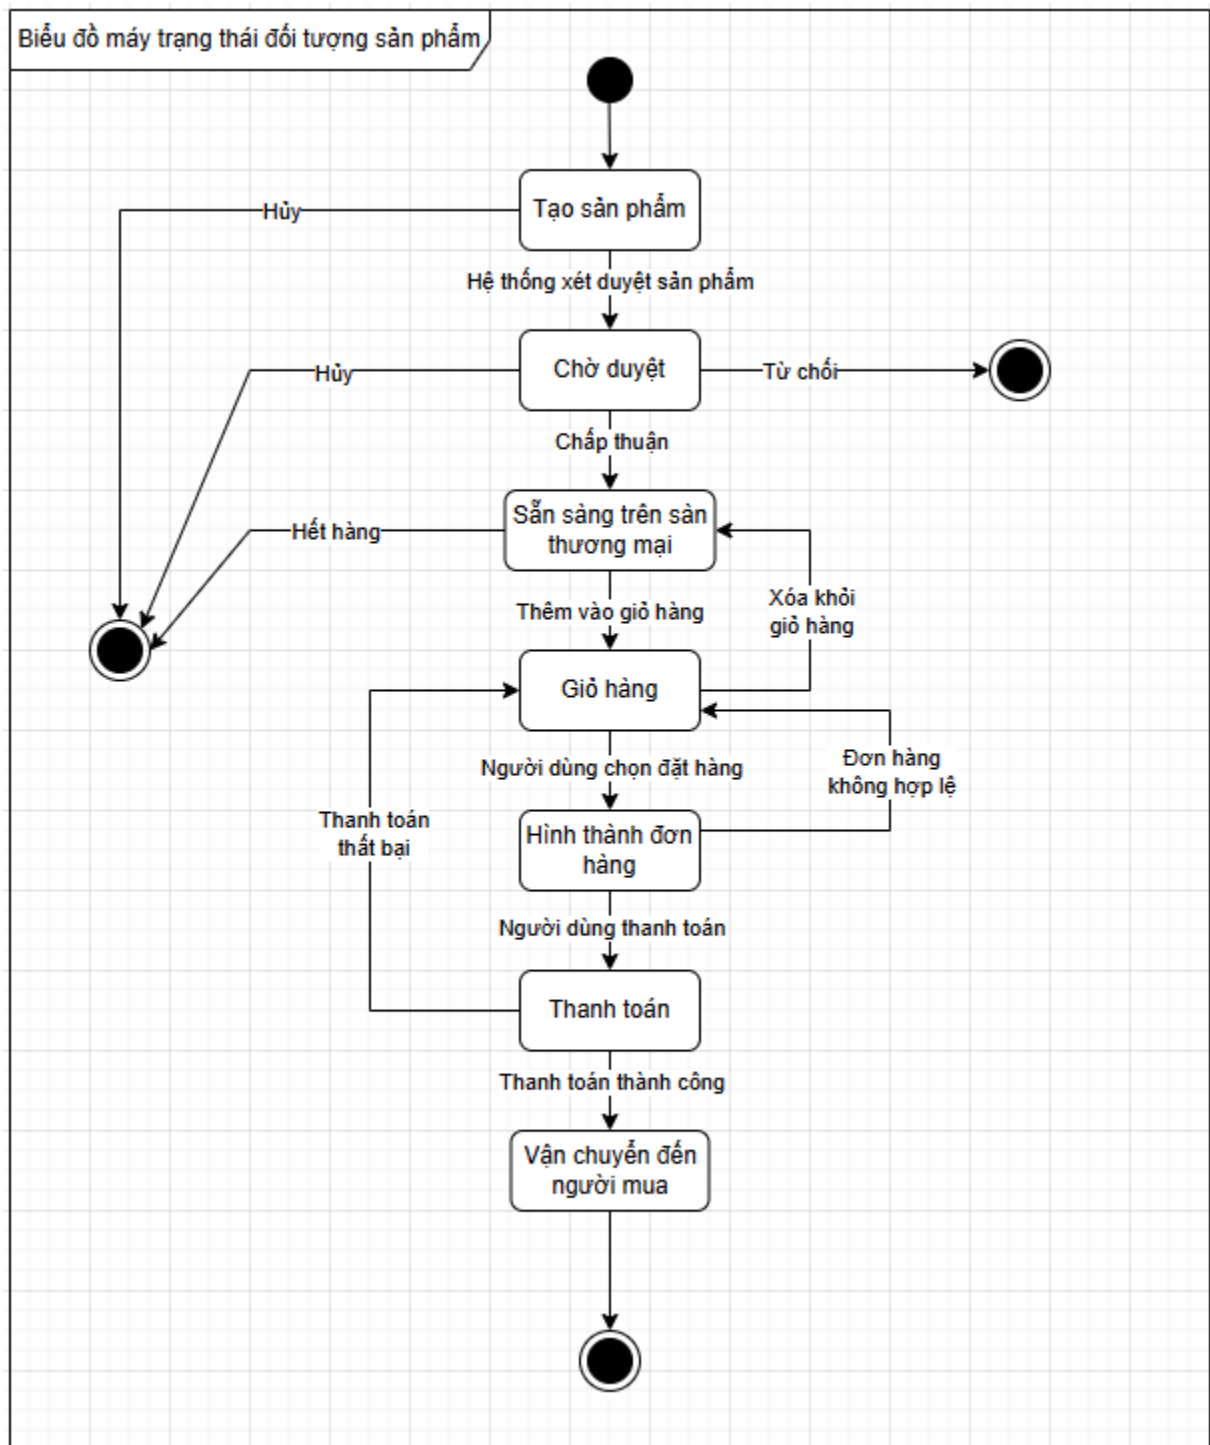 Biểu đồ máy trạng thái đối tượng sản phẩm
Tạo sản phẩm
Hủy
Hệ thống xét duyệt sản phẩm
Chờ duyệt
Hủy
Từ chối
Chấp thuận
Sẵn sàng trên sàn
thương mại
Hết hàng
Thêm vào giỏ hàng
Xóa khỏi
giỏ hàng
Giỏ hàng
Người dùng chọn đặt hàng
Đơn hàng
không hợp lệ
Thanh toán
thất bại
Hình thành đơn
hàng
Người dùng thanh toán
Thanh toán
Thanh toán thành công
Vận chuyển đến
người mua